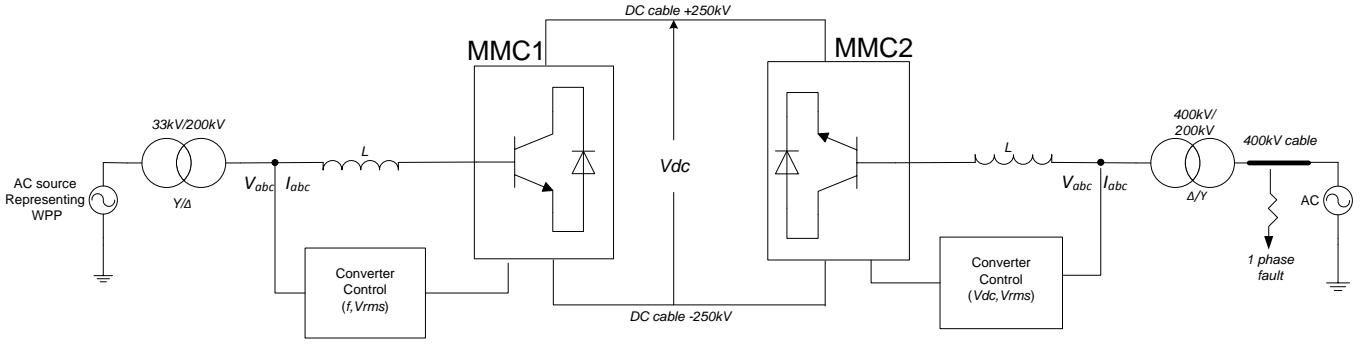 DC cable +250kV
MMC1
MMC2
33kV/200kV
400kV/
200kV
400kV cable
L
L
Vdc
AC source
Representing
WPP
Vabc
Iabc
Vabc
Iabc
AC
Y/Δ
Δ/Y
1 phase
fault
Converter
Control
(f,Vrms)
Converter
Control
(Vdc,Vrms)
DC cable -250kV